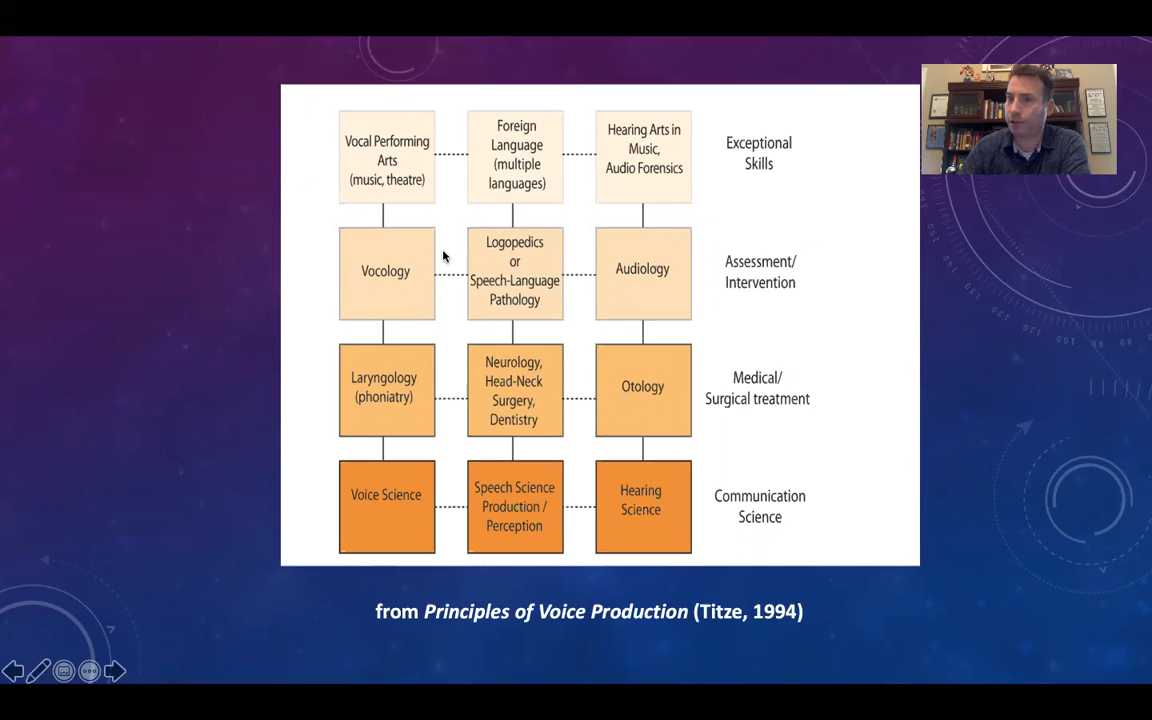 Vocal Performing
Arts
(music, theatre)
Foreign
Language
(multiple
languages)
Hearing Arts in
Music,
Audio Forensics
Exceptional
Skills
Vocology
Logopedics
or
Speech-Language
Pathology
Audiology
Assessment/
Intervention
Laryngology
(phoniatry)
Neurology,
Head-Neck
Surgery,
Dentistry
Otology
Medical/
Surgical treatment
Voice Science
Speech Science
Production /
Perception
Hearing
Science
Communication
Science
from Principles of Voice Production (Titze, 1994)